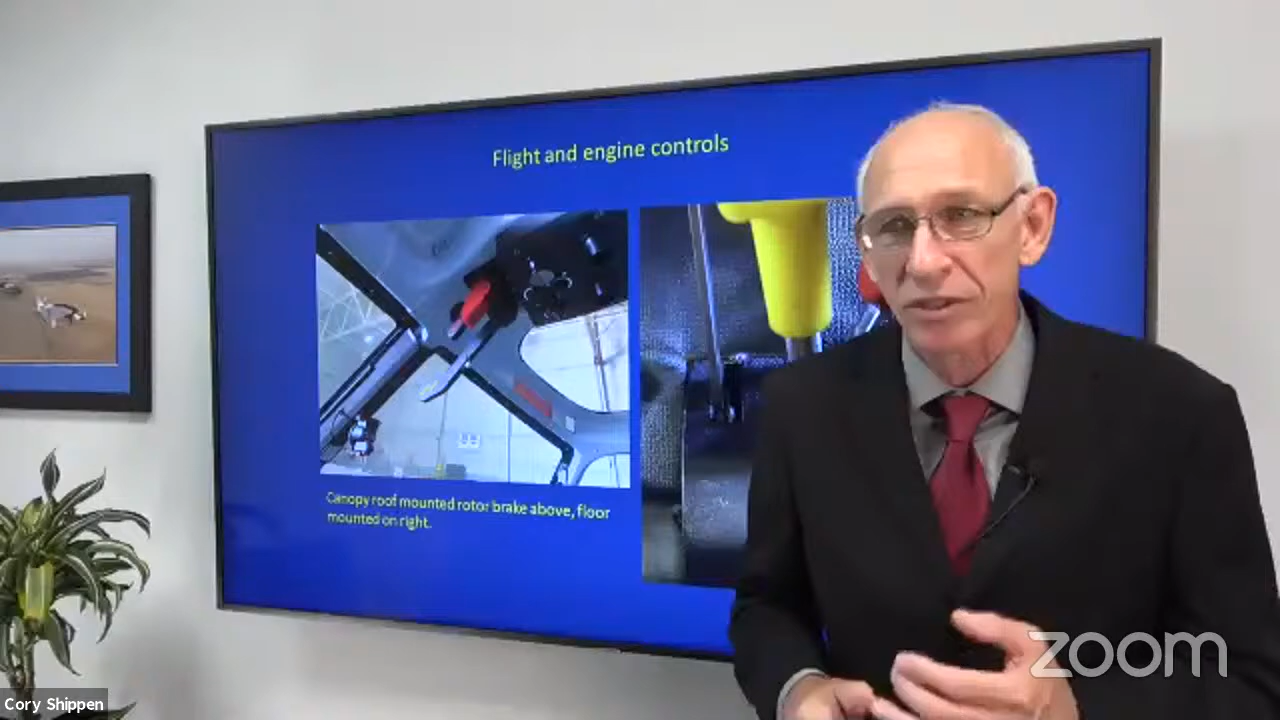 Flight and engine controls
Canopy roof mounted rotor brake above, floor
mounted on right.
Cory Shippen
zoom